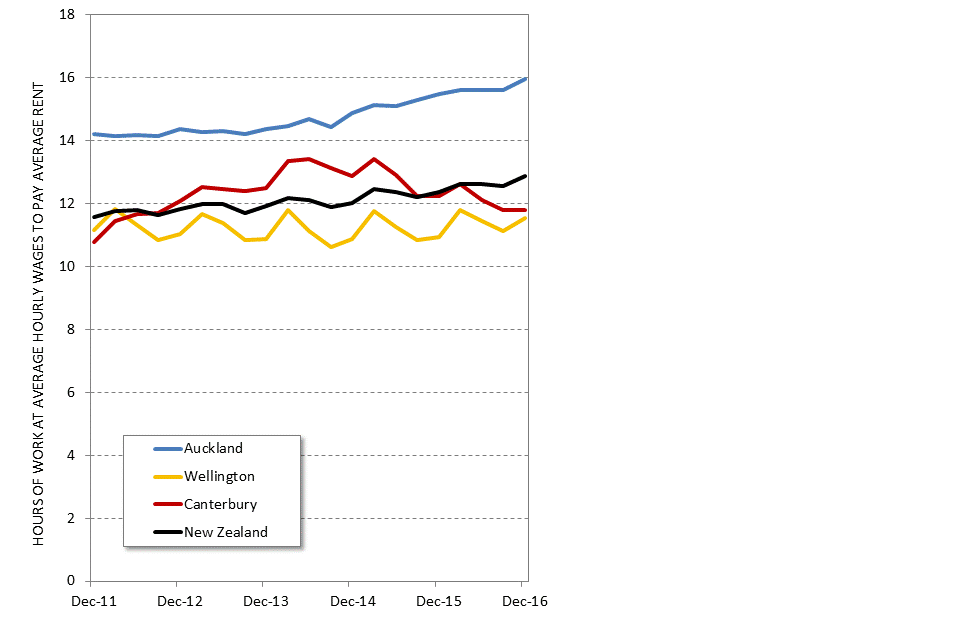 HOURS OF WORK AT AVERAGE HOURLY WAGES TO PAY AVERAGE RENT
18
16
14
12
10
8
6
4
2
0
Auckland
Wellington
Canterbury
New Zealand
Dec-11 Dec-12 Dec-13 Dec-14 Dec-15 Dec-16